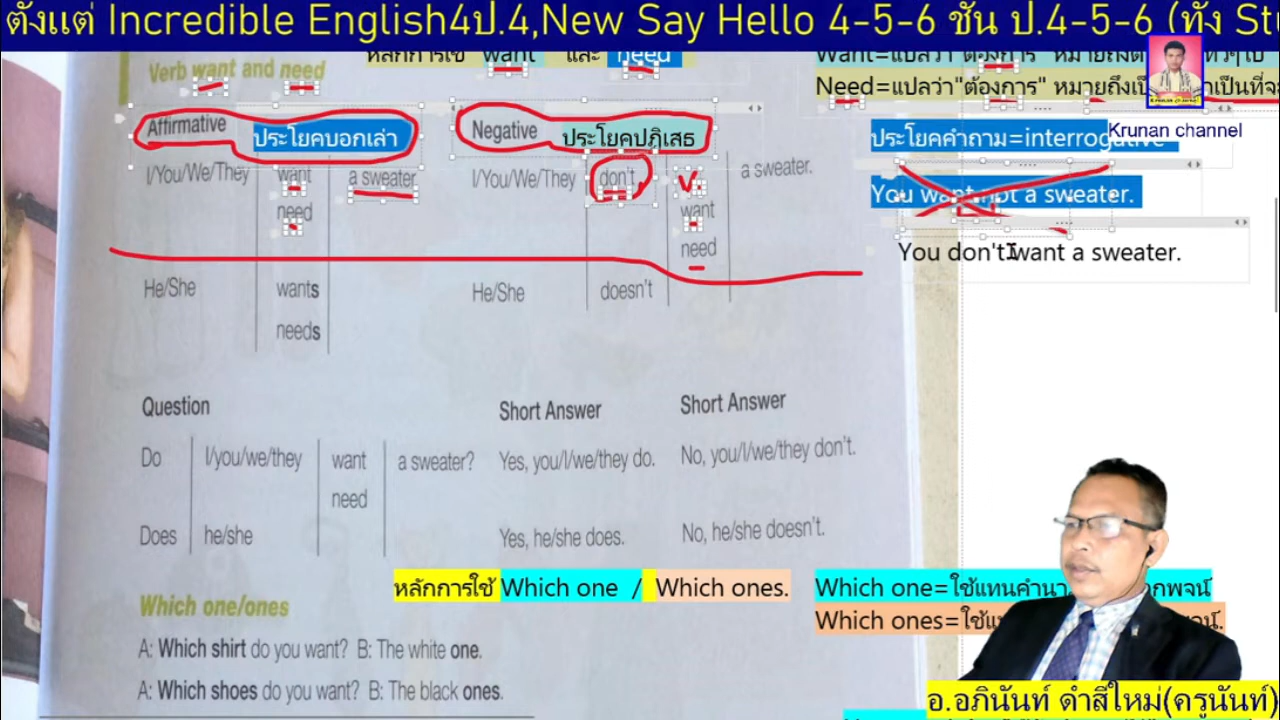 ตั้งแต่ Incredible English4ป.4,New Say Hello 4-5-6 ชั้น ป.4-5-6 (ทั้ง
หลักการใช้ want และ need
Verb want and need
Need=แปลว่า"ต้องการ"
Affirmative ประโยคบอกเล่า Negative ประโยคปฏิเสธ
ประโยคคำถาม=interrogative
Krunan channel
I/You/We/They want a sweater I/You/We/They don't V a sweater.
You want not a sweater.
need want
need
You don't want a sweater.
He/She wants He/She doesn't
needs
Question Short Answer Short Answer
Do I/you/we/they want a sweater? Yes, you/I/we/they do. No, you/I/we/they don't.
need
Does he/she Yes, he/she does. No, he/she doesn't.
หลักการใช้ Which one / Which ones.
Which one=ใช้แทนคำนา
Which one/ones
Which ones=
A: Which shirt do you want? B: The white one.
A: Which shoes do you want? B: The black ones.
อ.อภินันท์ ดำสีใหม่(ครูนันท์)